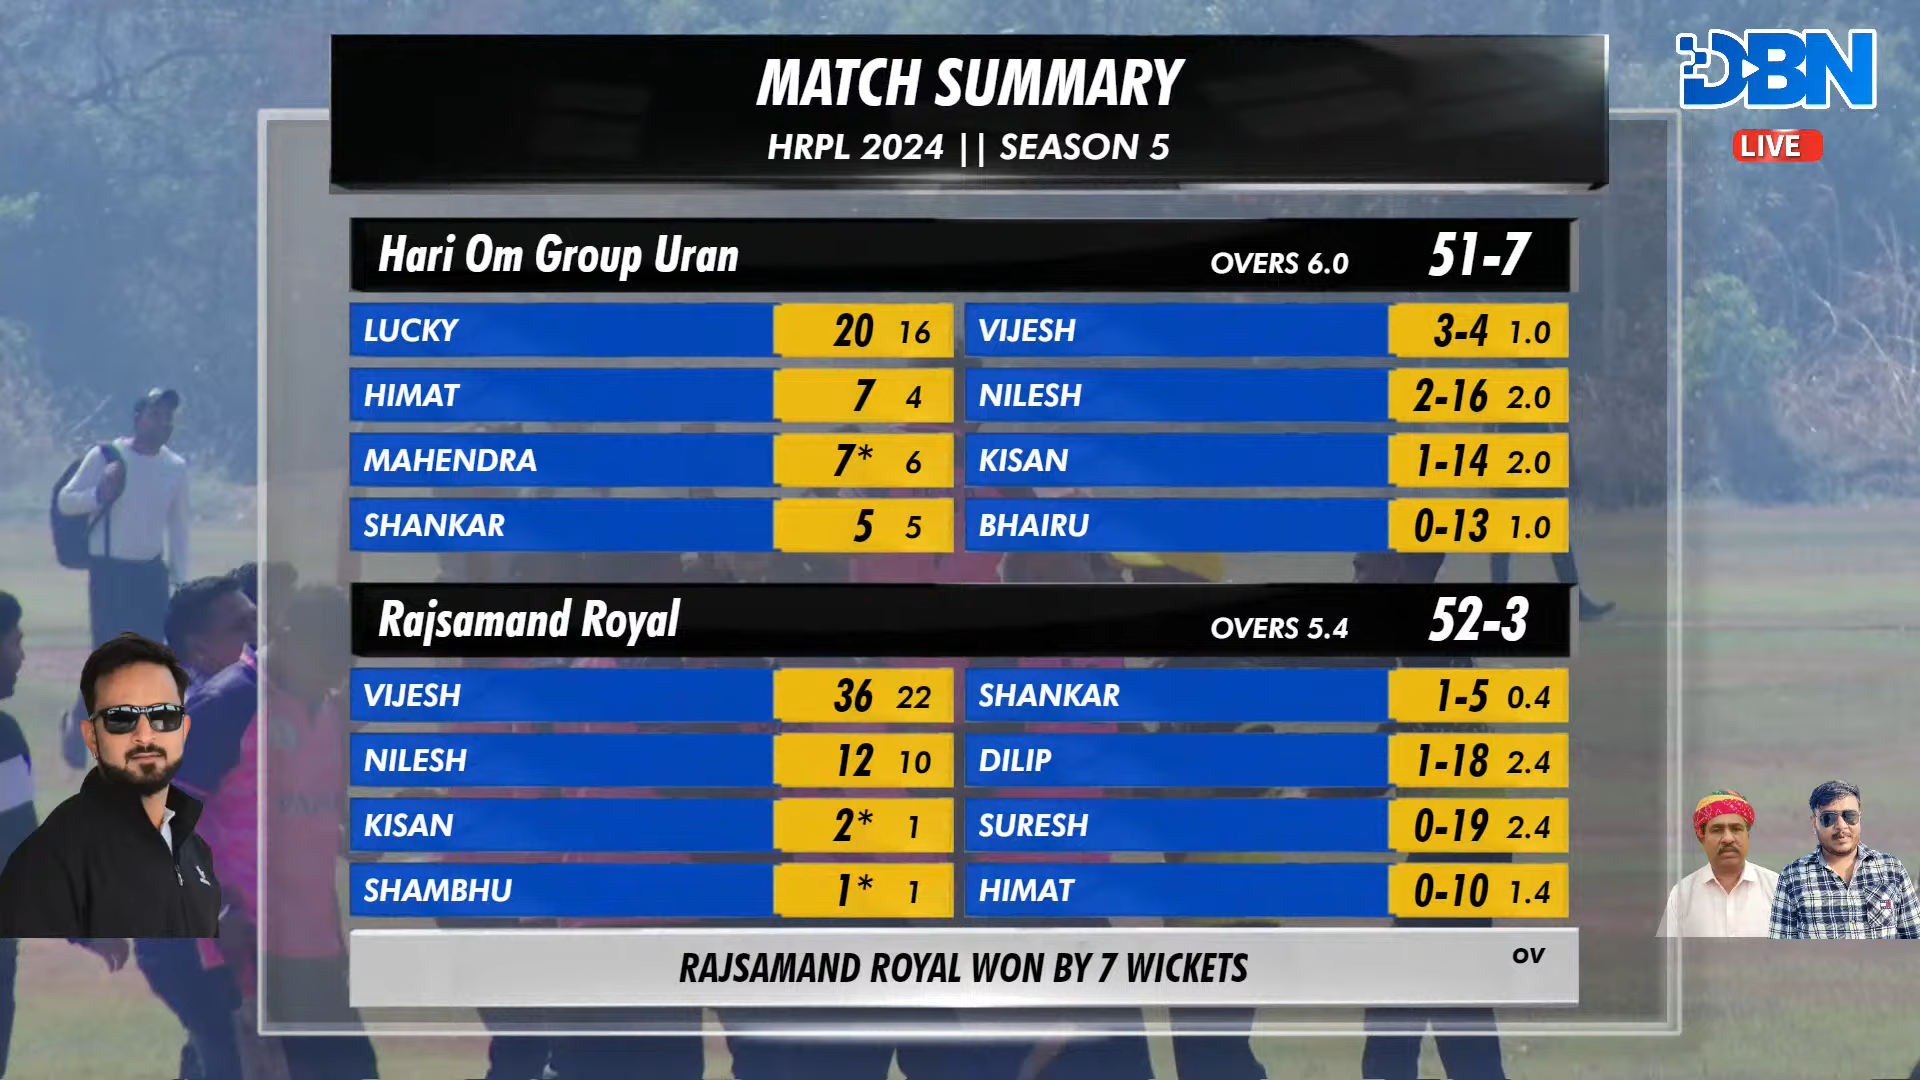 MATCH SUMMARY
HRPL 2024 || SEASON 5
DBN
LIVE
Hari Om Group Uran OVERS 6.0 51-7
LUCKY 20 16 VIJESH 3-4 1.0
HIMAT 7 4 NILESH 2-16 2.0
MAHENDRA 7* 6 KISAN 1-14 2.0
SHANKAR 5 5 BHAIRU 0-13 1.0
Rajsamand Royal OVERS 5.4 52-3
VIJESH 36 22 SHANKAR 1-5 0.4
NILESH 12 10 DILIP 1-18 2.4
KISAN 2* 1 SURESH 0-19 2.4
SHAMBHU 1* 1 HIMAT 0-10 1.4
RAJSAMAND ROYAL WON BY 7 WICKETS OV